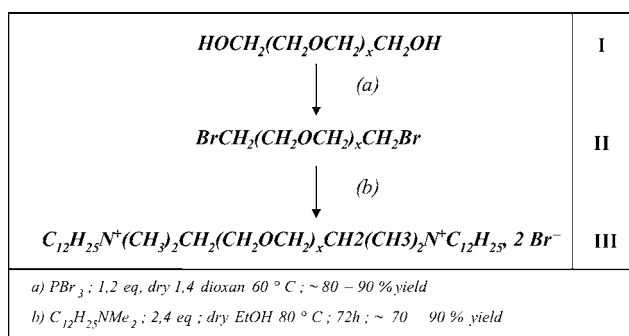 HOCH₂(CH₂OCH₂)ₓCH₂OH I
(a)
BrCH₂(CH₂OCH₂)ₓCH₂Br II
(b)
C₁₂H₂₅N⁺(CH₃)₂CH₂(CH₂OCH₂)ₓCH2(CH3)₂N⁺C₁₂H₂₅, 2 Br⁻ III
a) PBr₃ ; 1,2 eq, dry 1,4 dioxan 60 ° C ; ~ 80 – 90 % yield
b) C₁₂H₂₅NMe₂ ; 2,4 eq ; dry EtOH 80 ° C ; 72h ; ~ 70 90 % yield